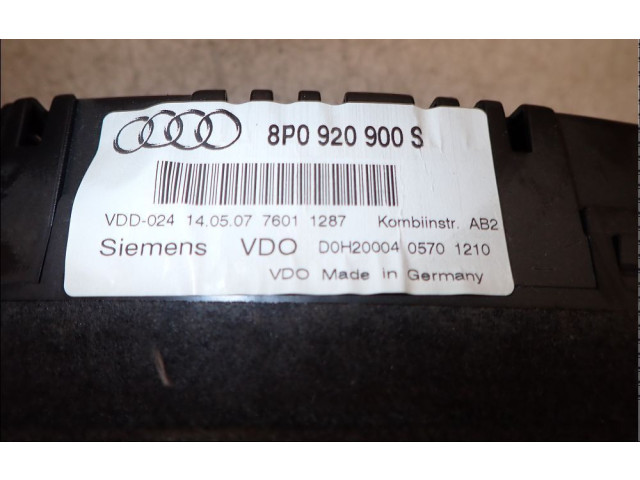 8P0 920 900 S
VDD-024 14.05.07 7601 1287 Kombiinstr. AB2
Siemens VDO D0H20004 0570 1210
VDO Made in Germany